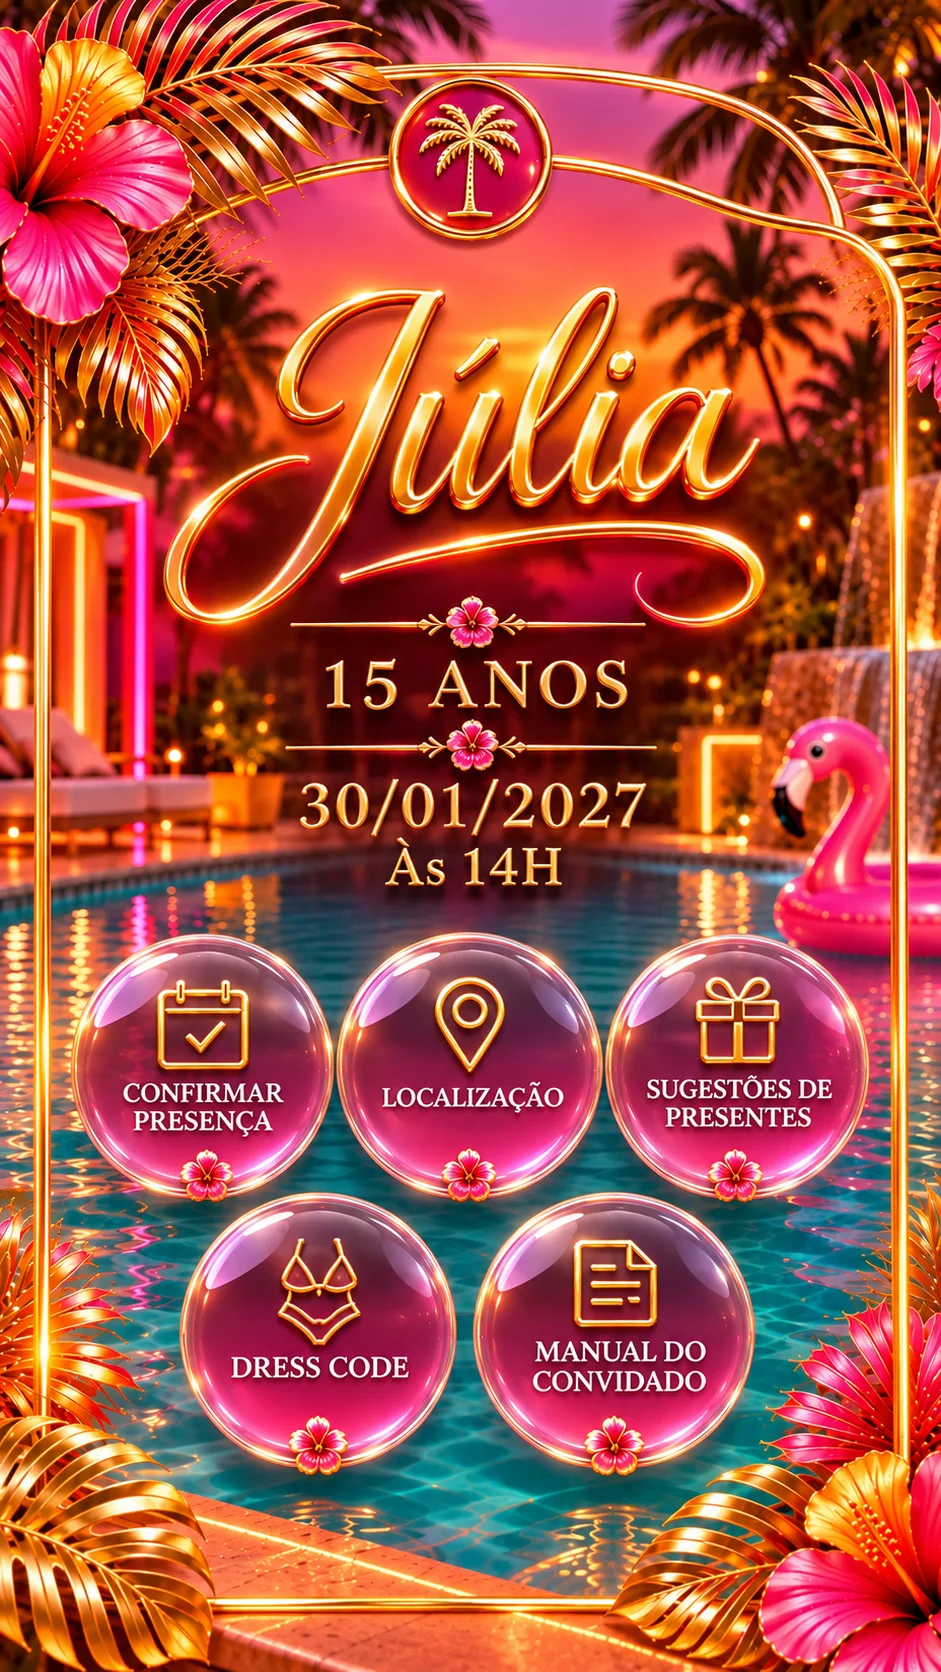 Júlia
15 ANOS
30/01/2027
Às 14H
CONFIRMAR
PRESENÇA
LOCALIZAÇÃO
SUGESTÕES DE
PRESENTES
DRESS CODE
MANUAL DO
CONVIDADO